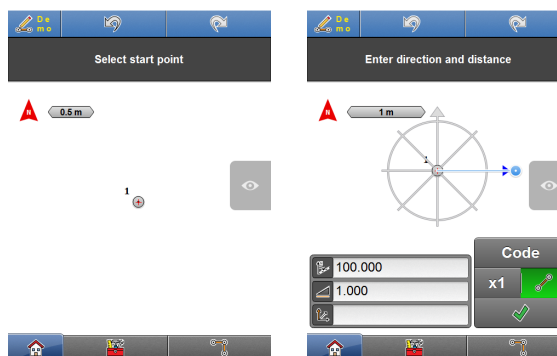 De
mo
Select start point
N
0.5 m
1
De
mo
Enter direction and distance
N
1 m
1
100.000
1.000
Code
x1